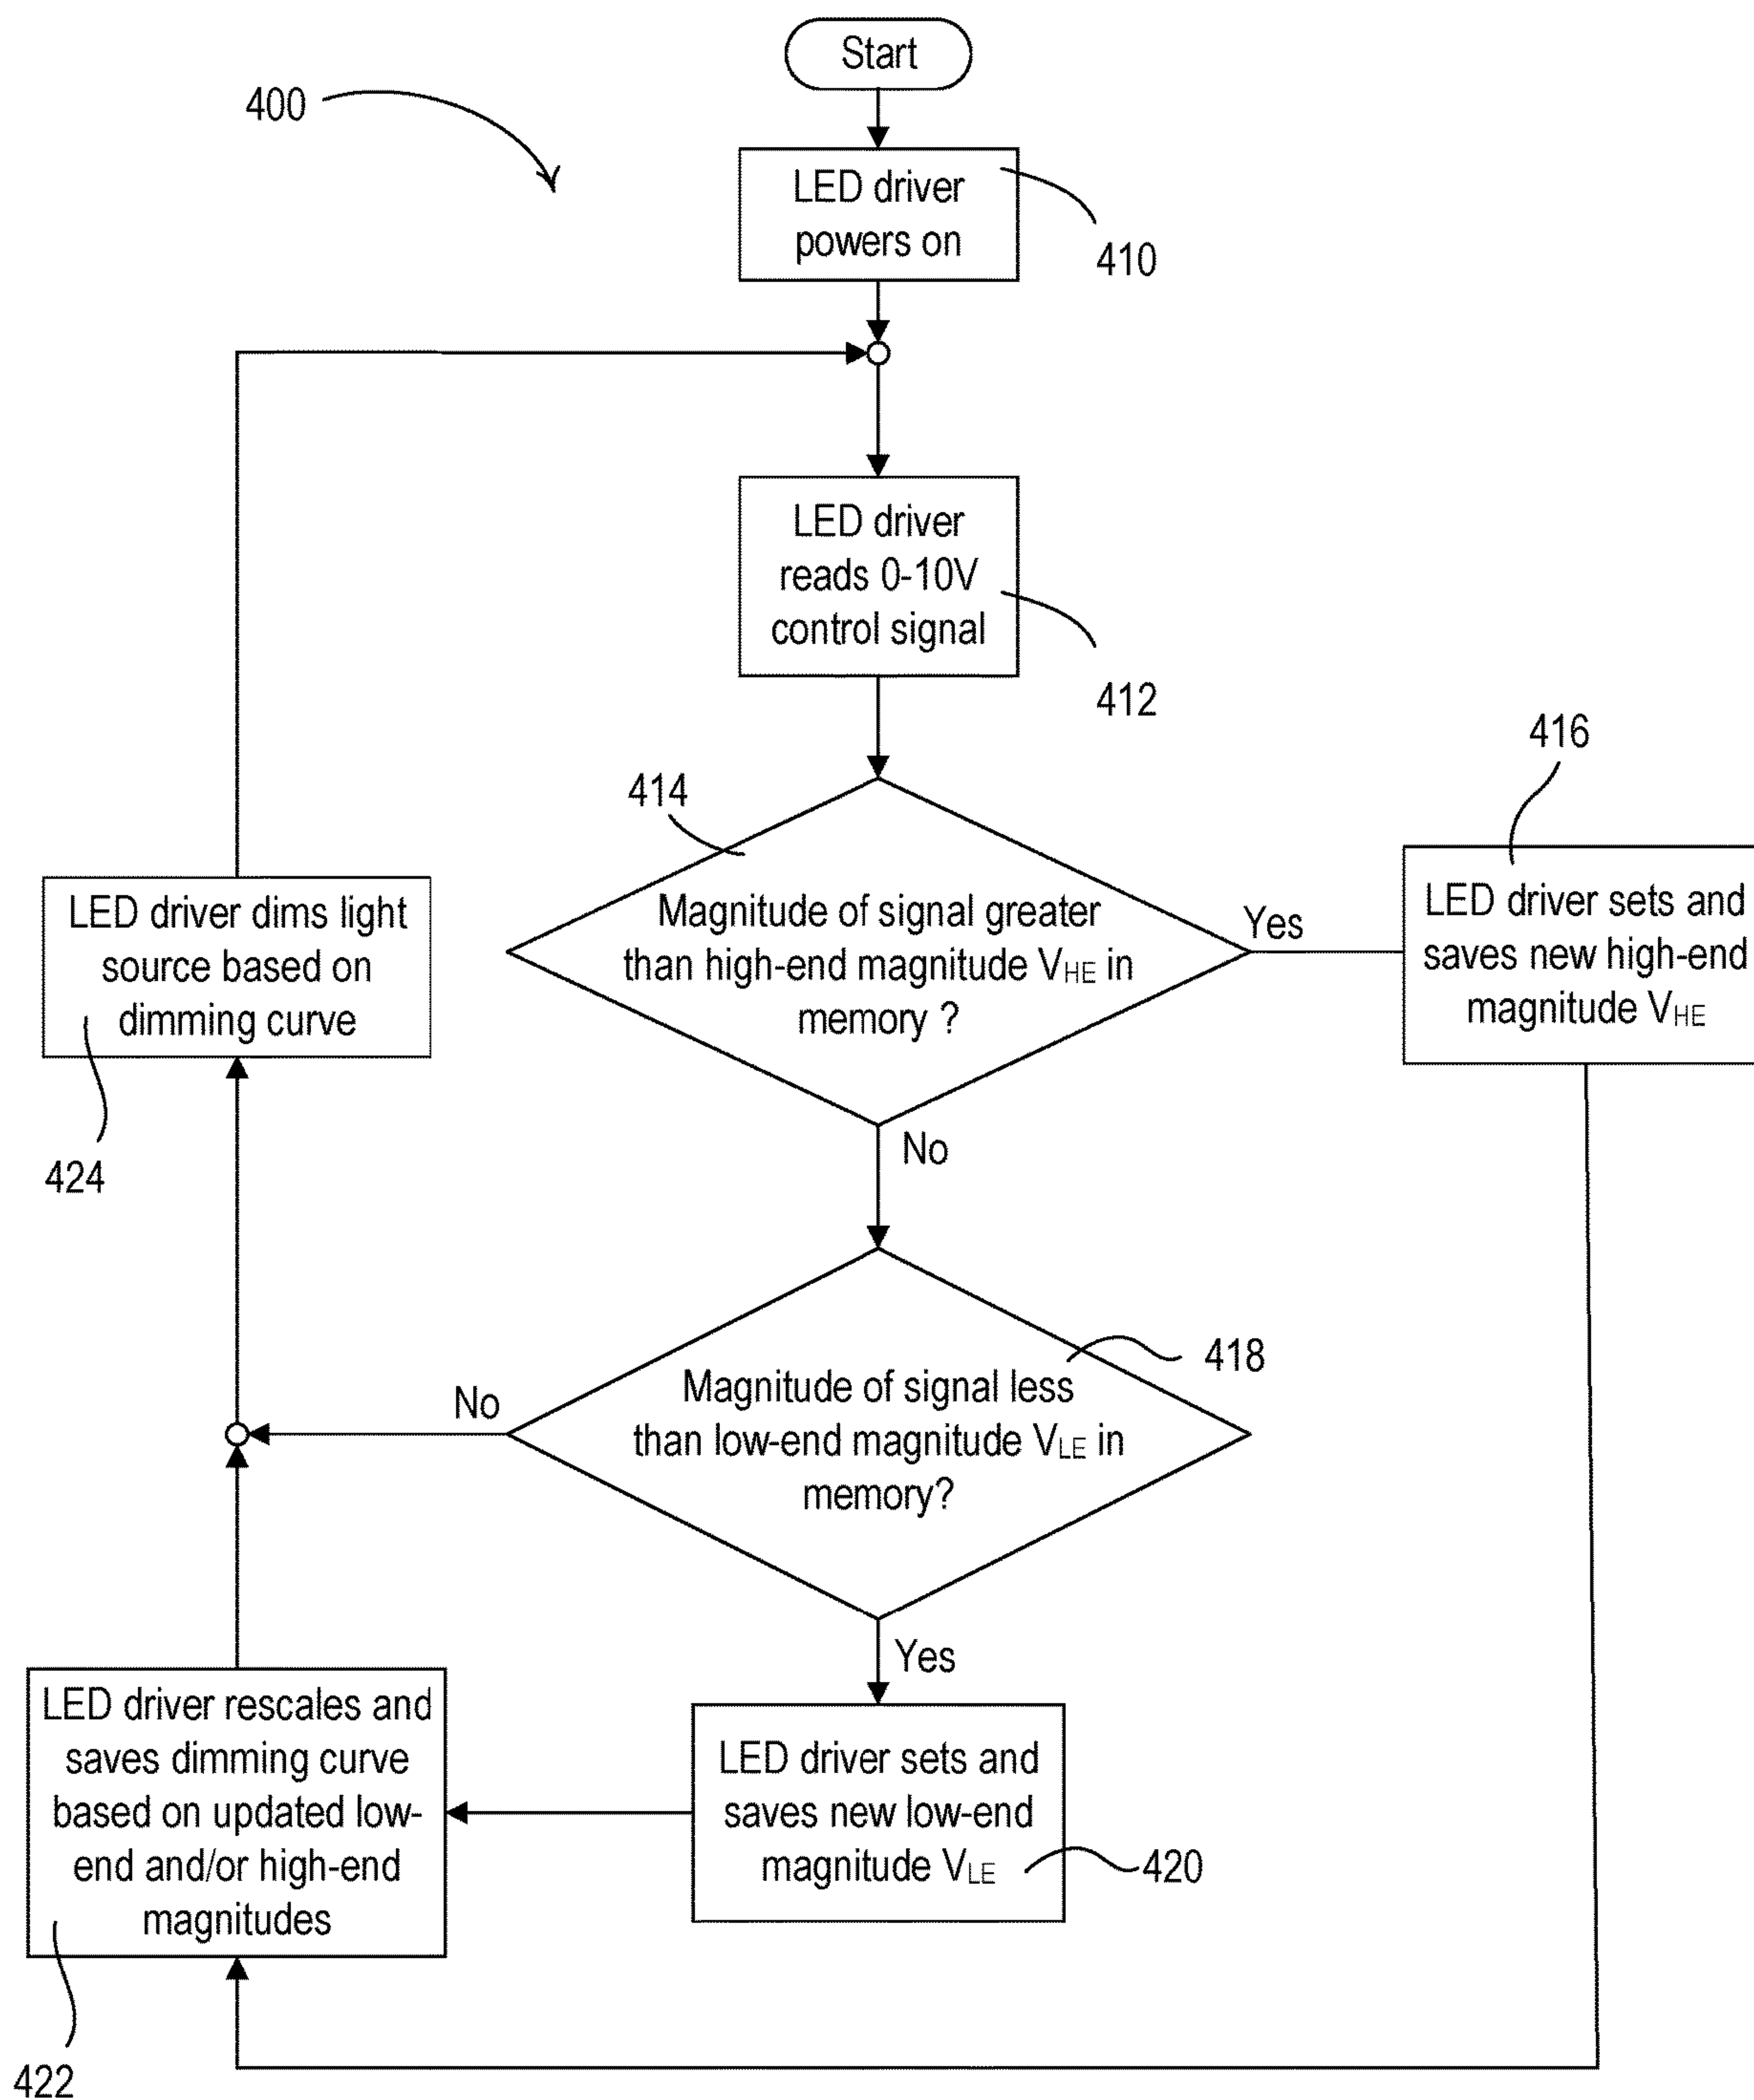 Start
400
LED driver
powers on
410
LED driver
reads 0-10V
control signal
412
414
Magnitude of signal greater
than high-end magnitude VHE in
memory ?
Yes
416
LED driver sets and
saves new high-end
magnitude VHE
LED driver dims light
source based on
dimming curve
424
No
418
Magnitude of signal less
than low-end magnitude VLE in
memory?
No
Yes
LED driver rescales and
saves dimming curve
based on updated low-
end and/or high-end
magnitudes
422
LED driver sets and
saves new low-end
magnitude VLE
420